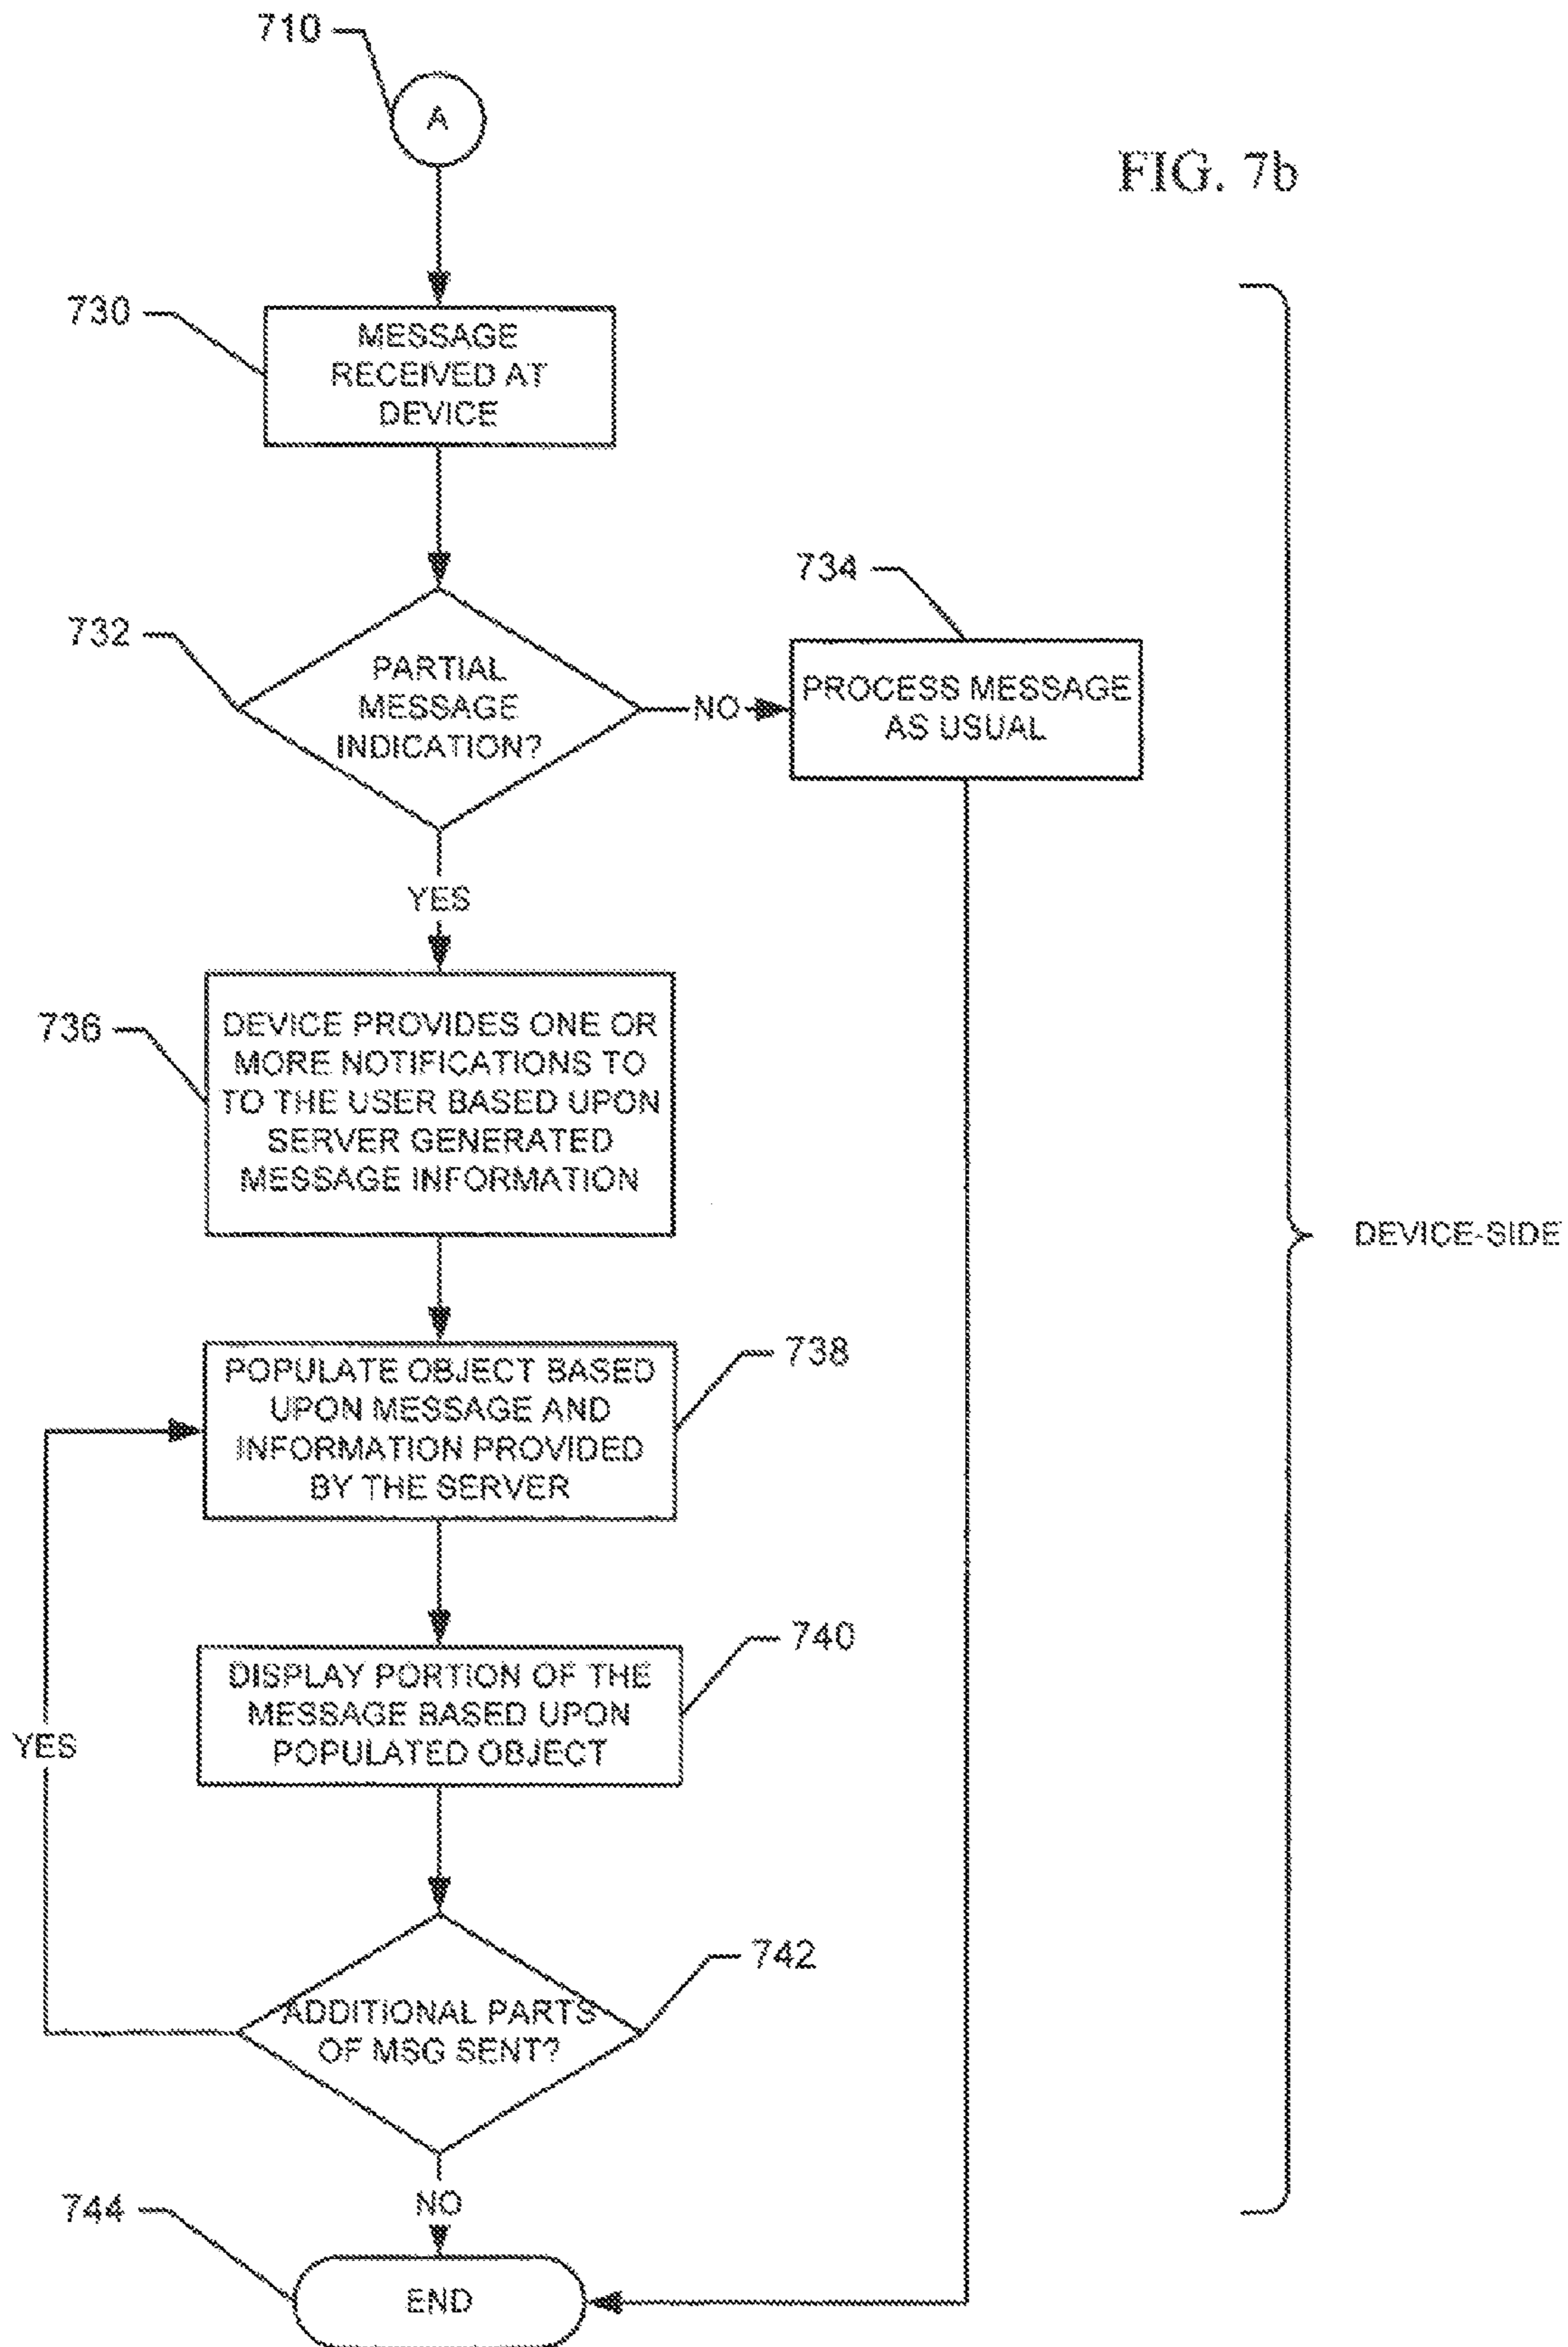 710
A
FIG. 7b
730
MESSAGE
RECEIVED AT
DEVICE
732
PARTIAL
MESSAGE
INDICATION?
NO
734
PROCESS MESSAGE
AS USUAL
YES
736
DEVICE PROVIDES ONE OR
MORE NOTIFICATIONS TO
TO THE USER BASED UPON
SERVER GENERATED
MESSAGE INFORMATION
DEVICE-SIDE
738
POPULATE OBJECT BASED
UPON MESSAGE AND
INFORMATION PROVIDED
BY THE SERVER
740
DISPLAY PORTION OF THE
MESSAGE BASED UPON
POPULATED OBJECT
YES
742
ADDITIONAL PARTS
OF MSG SENT?
NO
744
END